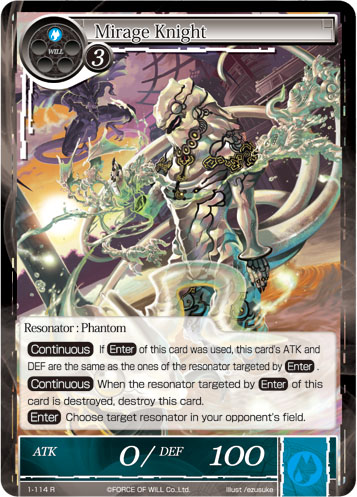 Mirage Knight
WILL
3
Resonator : Phantom
Continuous If Enter of this card was used, this card's ATK and
DEF are the same as the ones of the resonator targeted by Enter .
Continuous When the resonator targeted by Enter of this
card is destroyed, destroy this card.
Enter Choose target resonator in your opponent's field.
ATK 0 / DEF 100
1-114 R ©FORCE OF WILL Co.,Ltd. Illust / ezusuke